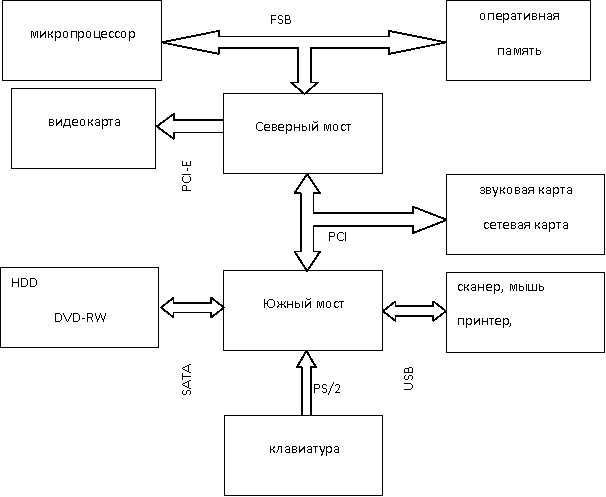 FSB
микропроцессор
оперативная
память
видеокарта
Северный мост
PCI-E
звуковая карта
сетевая карта
PCI
HDD
DVD-RW
Южный мост
сканер, мышь
принтер,
SATA
PS/2
USB
клавиатура